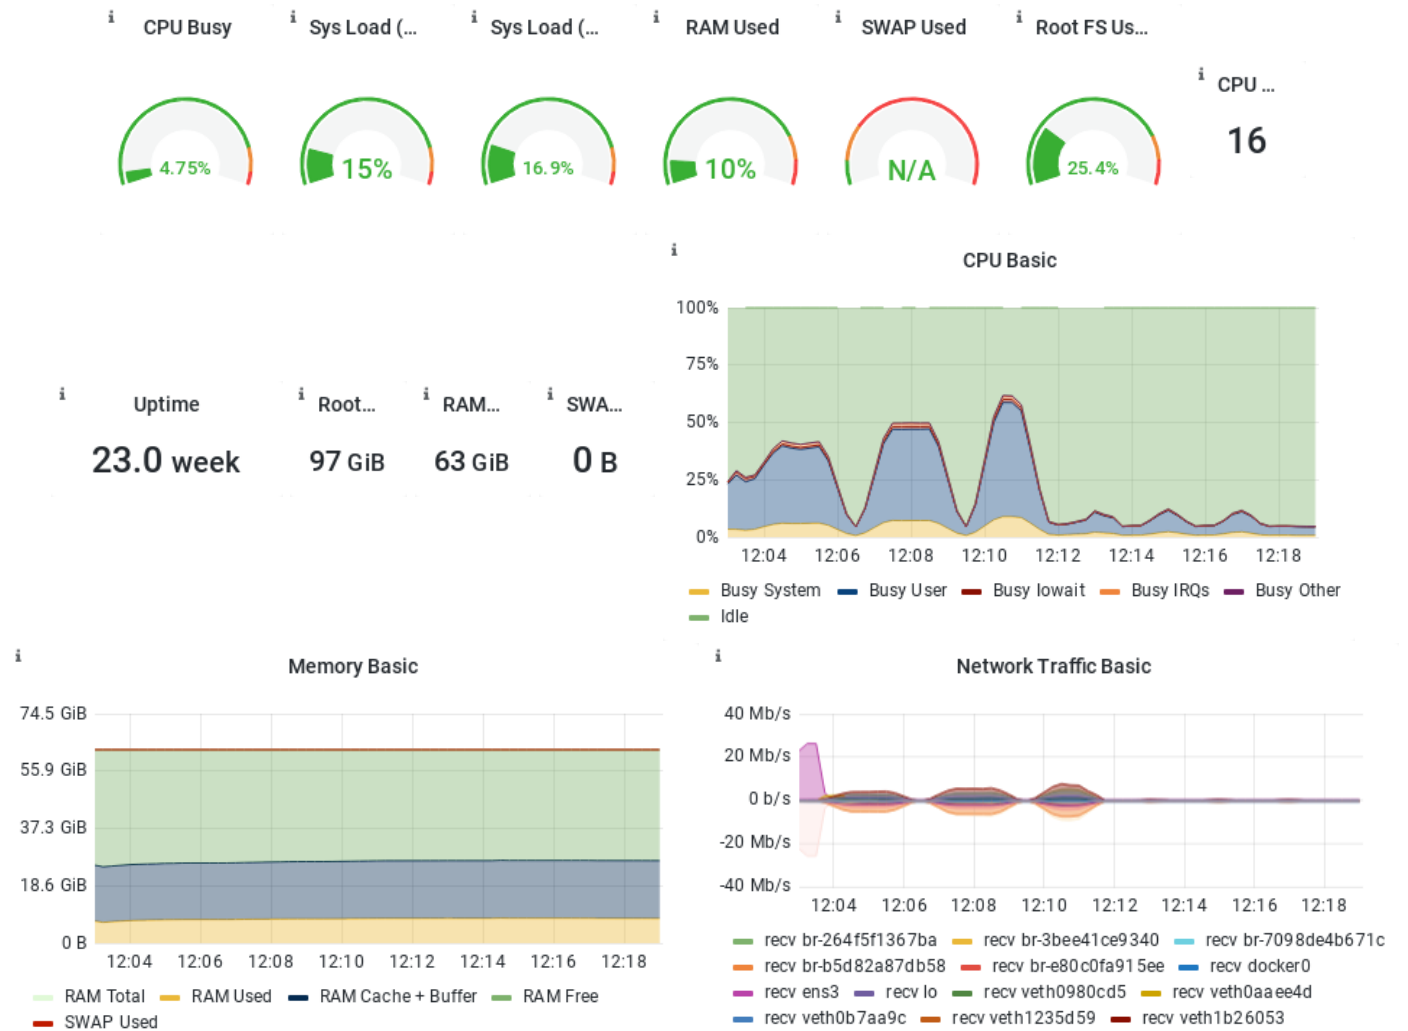 CPU Busy
Sys Load (...
Sys Load (...
RAM Used
SWAP Used
Root FS Us...
CPU ...
4.75%
15%
16.9%
10%
N/A
25.4%
16
Uptime
Root...
RAM...
SWA...
23.0 week
97 GiB
63 GiB
0 B
CPU Basic
100%
75%
50%
25%
0%
12:04 12:06 12:08 12:10 12:12 12:14 12:16 12:18
Busy System Busy User Busy Iowait Busy IRQs Busy Other
Idle
Memory Basic
74.5 GiB
55.9 GiB
37.3 GiB
18.6 GiB
0 B
12:04 12:06 12:08 12:10 12:12 12:14 12:16 12:18
RAM Total RAM Used RAM Cache + Buffer RAM Free
SWAP Used
Network Traffic Basic
40 Mb/s
20 Mb/s
0 b/s
-20 Mb/s
-40 Mb/s
12:04 12:06 12:08 12:10 12:12 12:14 12:16 12:18
recv br-264f5f1367ba recv br-3bee41ce9340 recv br-7098de4b671c
recv br-b5d82a87db58 recv br-e80c0fa915ee recv docker0
recv ens3 recv lo recv veth0980cd5 recv veth0aaee4d
recv veth0b7aa9c recv veth1235d59 recv veth1b26053